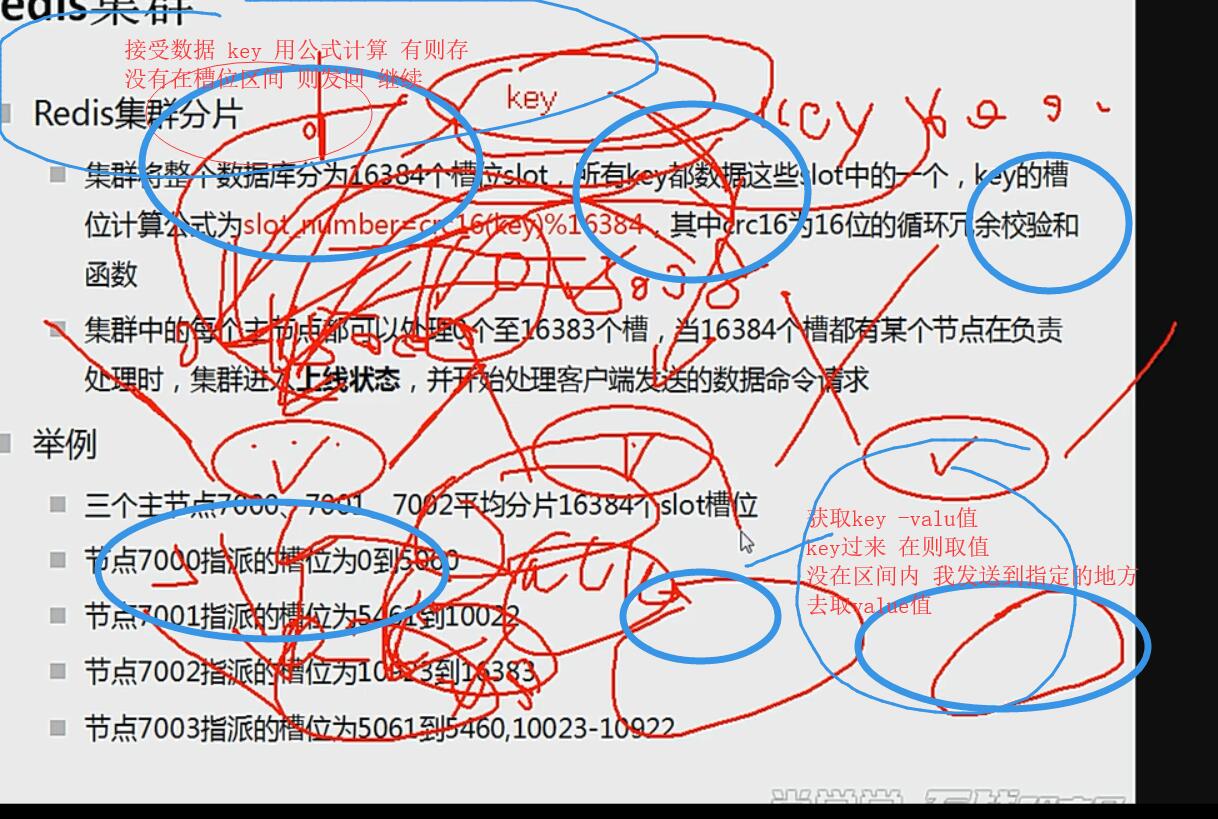 Redis集群
接受数据 key 用公式计算 有则存
没有在槽位区间 则发回 继续
key
Redis集群分片
key
集群将整个数据库分为16384个槽位slot，所有key都数据这些slot中的一个，key的槽
位计算公式为slot_number=crc16(key)%16384，其中crc16为16位的循环冗余校验和
函数
集群中的每个主节点都可以处理0个至16383个槽，当16384个槽都有某个节点在负责
处理时，集群进入上线状态，并开始处理客户端发送的数据命令请求
举例
三个主节点7000、7001、7002平均分片16384个slot槽位
获取key -valu值
key过来 在则取值
没在区间内 我发送到指定的地方
去取value值
节点7000指派的槽位为0到5060
节点7001指派的槽位为5461到10022
节点7002指派的槽位为10923到16383
节点7003指派的槽位为5061到5460,10023-10922